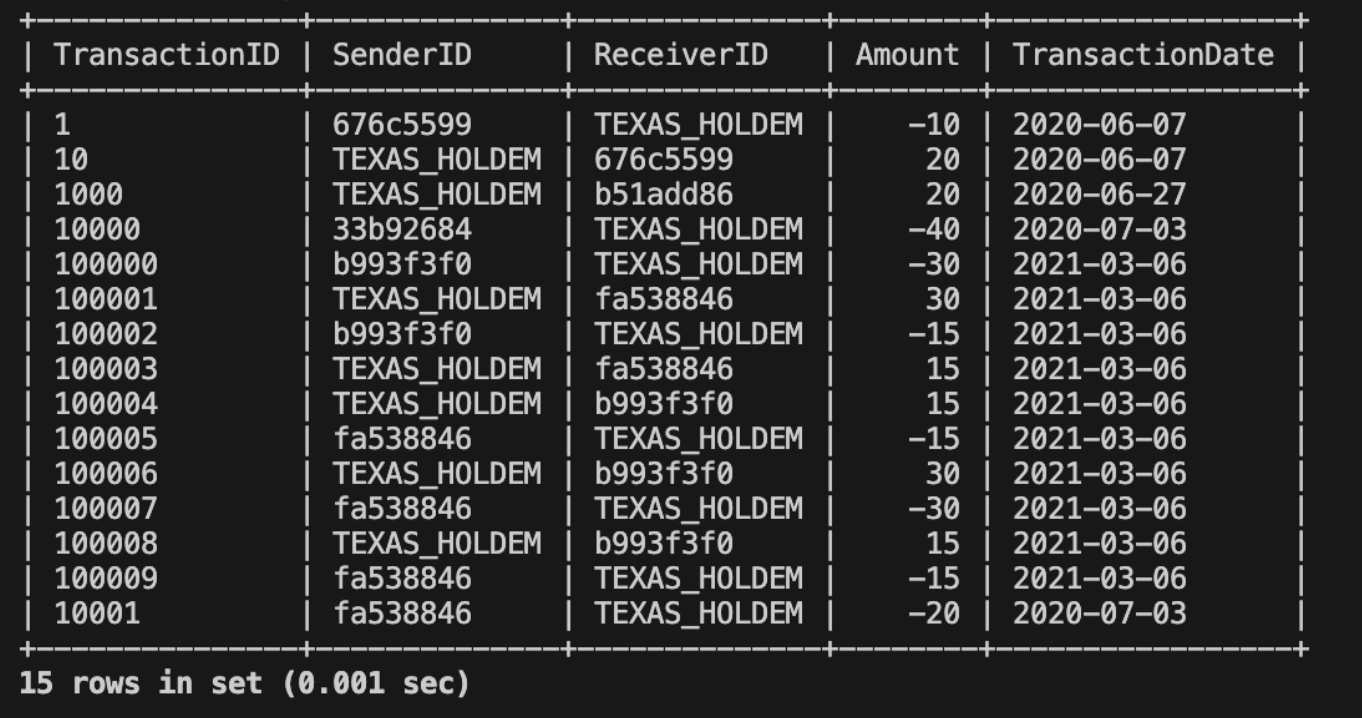 +---------------+--------------+--------------+--------+-----------------+
| TransactionID | SenderID     | ReceiverID   | Amount | TransactionDate |
+---------------+--------------+--------------+--------+-----------------+
| 1             | 676c5599     | TEXAS_HOLDEM |    -10 | 2020-06-07      |
| 10            | TEXAS_HOLDEM | 676c5599     |     20 | 2020-06-07      |
| 1000          | TEXAS_HOLDEM | b51add86     |     20 | 2020-06-27      |
| 10000         | 33b92684     | TEXAS_HOLDEM |    -40 | 2020-07-03      |
| 100000        | b993f3f0     | TEXAS_HOLDEM |    -30 | 2021-03-06      |
| 100001        | TEXAS_HOLDEM | fa538846     |     30 | 2021-03-06      |
| 100002        | b993f3f0     | TEXAS_HOLDEM |    -15 | 2021-03-06      |
| 100003        | TEXAS_HOLDEM | fa538846     |     15 | 2021-03-06      |
| 100004        | TEXAS_HOLDEM | b993f3f0     |     15 | 2021-03-06      |
| 100005        | fa538846     | TEXAS_HOLDEM |    -15 | 2021-03-06      |
| 100006        | TEXAS_HOLDEM | b993f3f0     |     30 | 2021-03-06      |
| 100007        | fa538846     | TEXAS_HOLDEM |    -30 | 2021-03-06      |
| 100008        | TEXAS_HOLDEM | b993f3f0     |     15 | 2021-03-06      |
| 100009        | fa538846     | TEXAS_HOLDEM |    -15 | 2021-03-06      |
| 10001         | fa538846     | TEXAS_HOLDEM |    -20 | 2020-07-03      |
+---------------+--------------+--------------+--------+-----------------+
15 rows in set (0.001 sec)